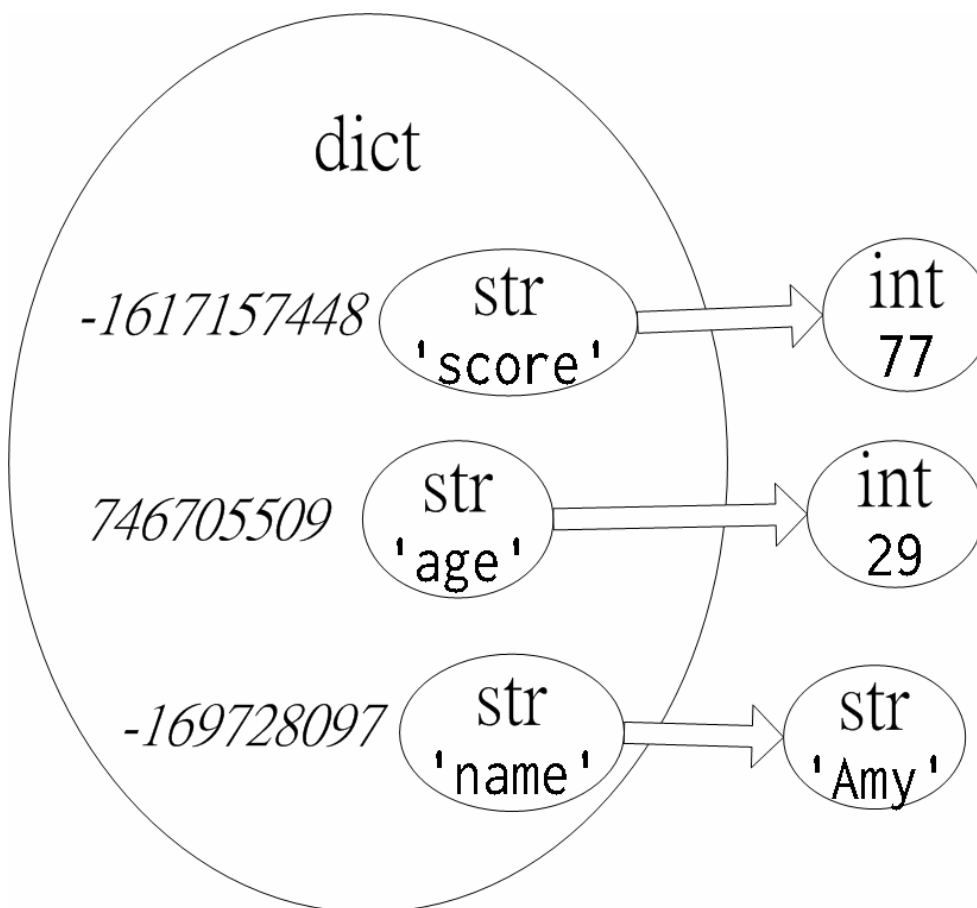 dict
-1617157448 str 'score' int 77
746705509 str 'age' int 29
-169728097 str 'name' str 'Amy'